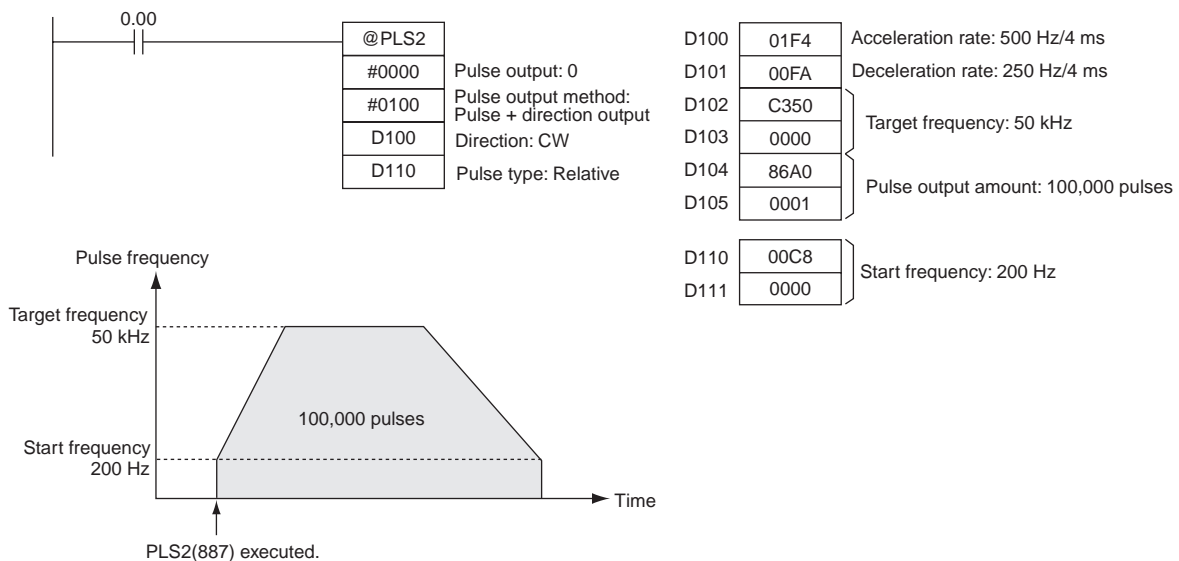 0.00
@PLS2
#0000 Pulse output: 0
#0100 Pulse output method:
Pulse + direction output
D100 Direction: CW
D110 Pulse type: Relative
D100 01F4 Acceleration rate: 500 Hz/4 ms
D101 00FA Deceleration rate: 250 Hz/4 ms
D102 C350
Target frequency: 50 kHz
D103 0000
D104 86A0
Pulse output amount: 100,000 pulses
D105 0001
D110 00C8
Start frequency: 200 Hz
D111 0000
Pulse frequency
Target frequency
50 kHz
100,000 pulses
Start frequency
200 Hz
Time
PLS2(887) executed.